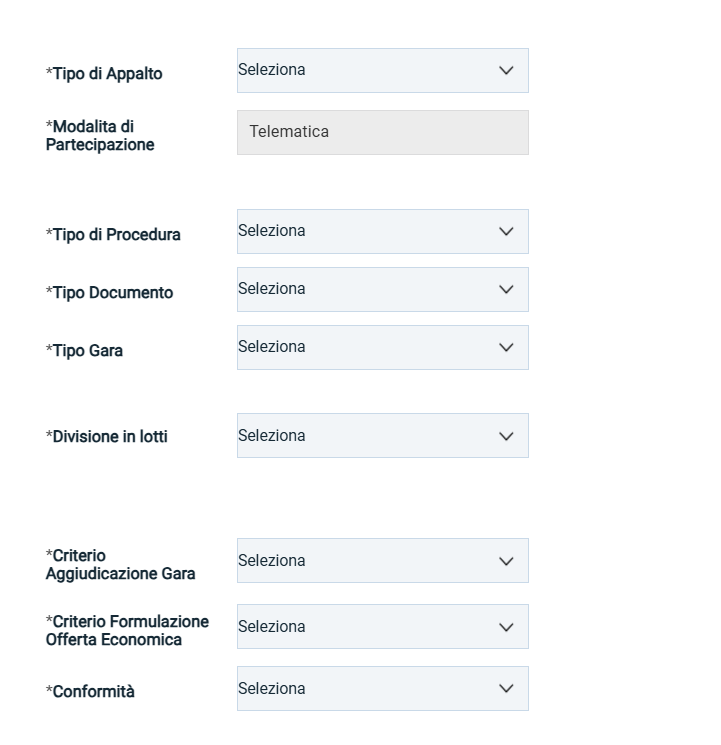 *Tipo di Appalto
Seleziona
*Modalita di
Partecipazione
Telematica
*Tipo di Procedura
Seleziona
*Tipo Documento
Seleziona
*Tipo Gara
Seleziona
*Divisione in lotti
Seleziona
*Criterio
Aggiudicazione Gara
Seleziona
*Criterio Formulazione
Offerta Economica
Seleziona
*Conformità
Seleziona